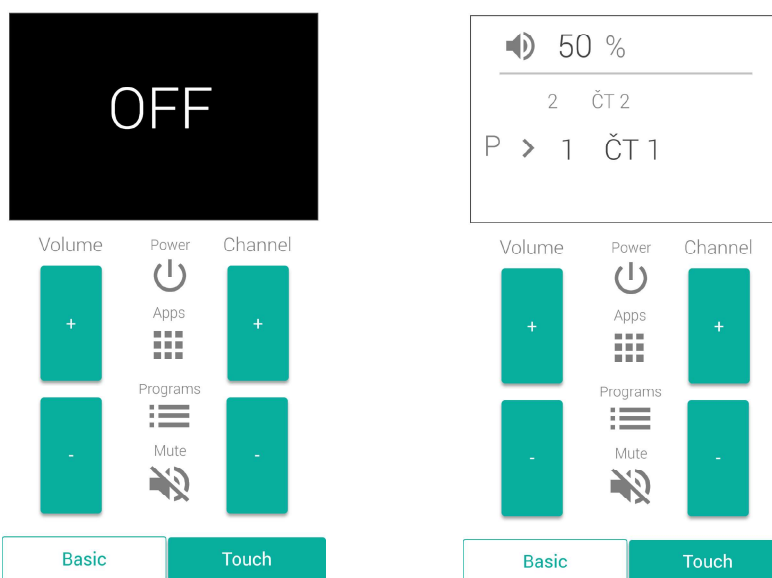 OFF
Volume
Power
Channel
+
Apps
+
Programs
-
Mute
-
Basic
Touch
50 %
2 ČT 2
P > 1 ČT 1
Volume
Power
Channel
+
Apps
+
Programs
-
Mute
-
Basic
Touch